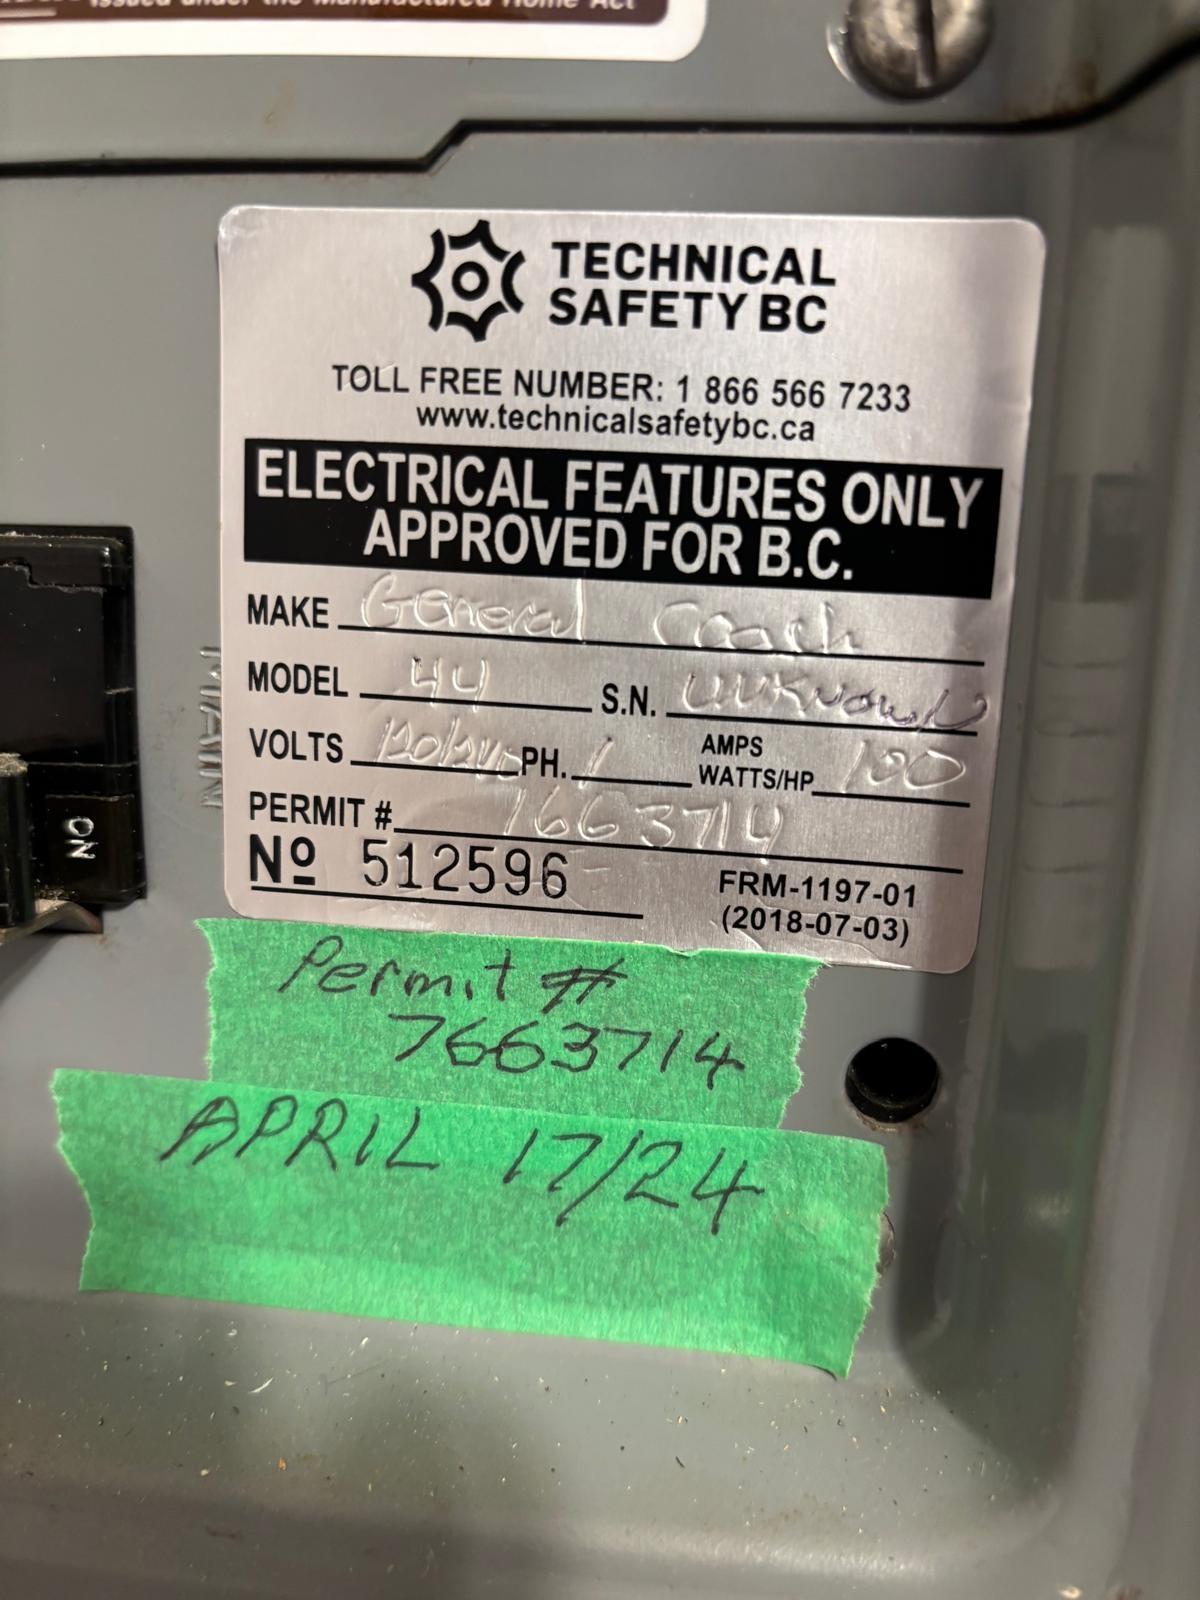 Issued under the Manufactured Home Act
TECHNICAL
SAFETY BC
TOLL FREE NUMBER: 1 866 566 7233
www.technicalsafetybc.ca
ELECTRICAL FEATURES ONLY
APPROVED FOR B.C.
MAKE General Coach
MODEL 44 S.N. UNKNOWN
VOLTS 120/240 PH. 1 AMPS WATTS/HP 100
PERMIT # 7663714
Nº 512596 FRM-1197-01
(2018-07-03)
MAIN
ON
Permit #
7663714
APRIL 17/24